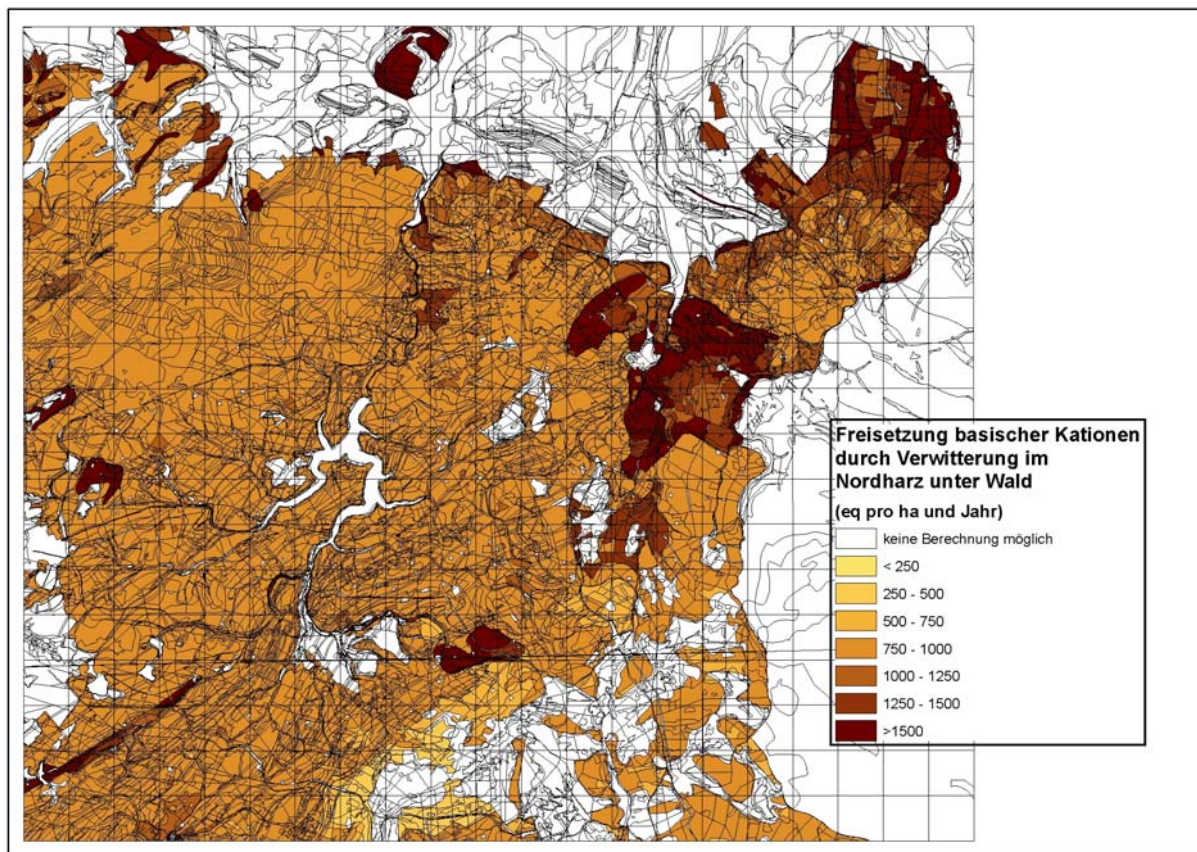 Freisetzung basischer Kationen
durch Verwitterung im
Nordharz unter Wald
(eq pro ha und Jahr)
keine Berechnung möglich
< 250
250 - 500
500 - 750
750 - 1000
1000 - 1250
1250 - 1500
>1500